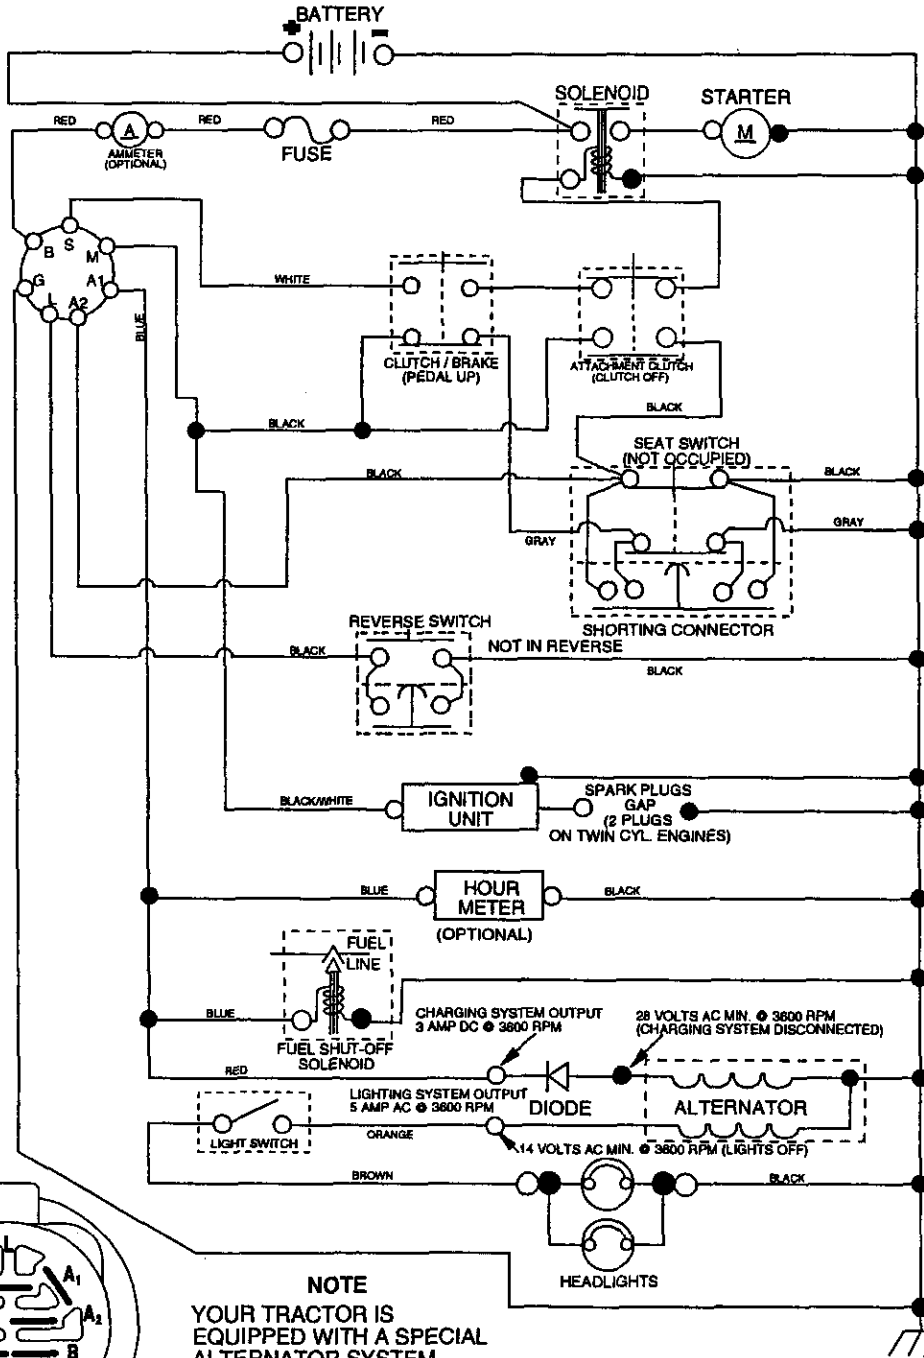 BATTERY
+ -
SOLENOID
STARTER
RED
A
RED
RED
M
AMMETER
(OPTIONAL)
FUSE
B
S
M
G
A1
L
A2
WHITE
BLUE
CLUTCH / BRAKE
(PEDAL UP)
ATTACHMENT CLUTCH
(CLUTCH OFF)
BLACK
BLACK
SEAT SWITCH
(NOT OCCUPIED)
BLACK
BLACK
GRAY
GRAY
SHORTING CONNECTOR
REVERSE SWITCH
NOT IN REVERSE
BLACK
BLACK
BLACK/WHITE
IGNITION
UNIT
SPARK PLUGS
GAP
(2 PLUGS
ON TWIN CYL. ENGINES)
BLUE
HOUR
METER
BLACK
(OPTIONAL)
FUEL
LINE
BLUE
FUEL SHUT-OFF
SOLENOID
CHARGING SYSTEM OUTPUT
3 AMP DC @ 3600 RPM
28 VOLTS AC MIN. @ 3600 RPM
(CHARGING SYSTEM DISCONNECTED)
RED
LIGHTING SYSTEM OUTPUT
5 AMP AC @ 3600 RPM
DIODE
ALTERNATOR
LIGHT SWITCH
ORANGE
14 VOLTS AC MIN. @ 3600 RPM (LIGHTS OFF)
BROWN
BLACK
HEADLIGHTS
L
A1
A2
B
NOTE
YOUR TRACTOR IS
EQUIPPED WITH A SPECIAL
ALTERNATOR SYSTEM